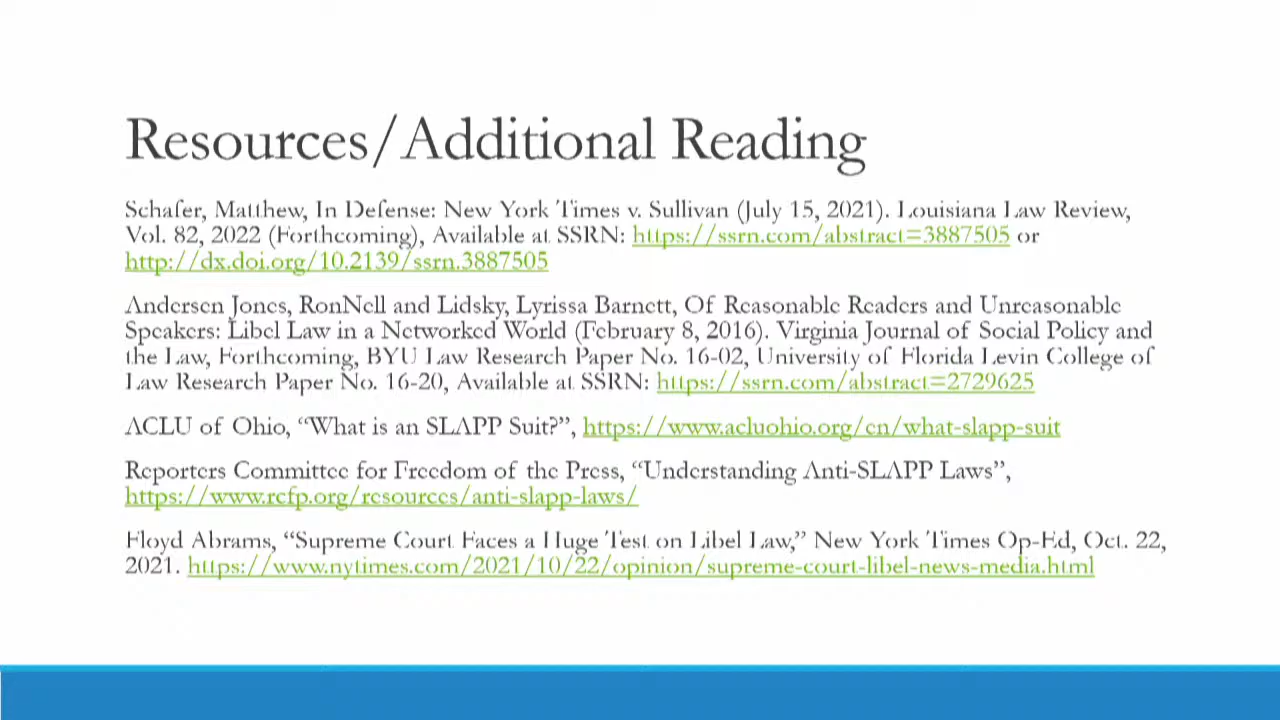 Resources/Additional Reading
Schafer, Matthew, In Defense: New York Times v. Sullivan (July 15, 2021). Louisiana Law Review,
Vol. 82, 2022 (Forthcoming), Available at SSRN: https://ssrn.com/abstract=3887505 or
http://dx.doi.org/10.2139/ssrn.3887505
Andersen Jones, RonNell and Lidsky, Lyrissa Barnett, Of Reasonable Readers and Unreasonable
Speakers: Libel Law in a Networked World (February 8, 2016). Virginia Journal of Social Policy and
the Law, Forthcoming, BYU Law Research Paper No. 16-02, University of Florida Levin College of
Law Research Paper No. 16-20, Available at SSRN: https://ssrn.com/abstract=2729625
ACLU of Ohio, “What is an SLAPP Suit?”, https://www.acluohio.org/en/what-slapp-suit
Reporters Committee for Freedom of the Press, “Understanding Anti-SLAPP Laws”,
https://www.rcfp.org/resources/anti-slapp-laws/
Floyd Abrams, “Supreme Court Faces a Huge Test on Libel Law,” New York Times Op-Ed, Oct. 22,
2021. https://www.nytimes.com/2021/10/22/opinion/supreme-court-libel-news-media.html